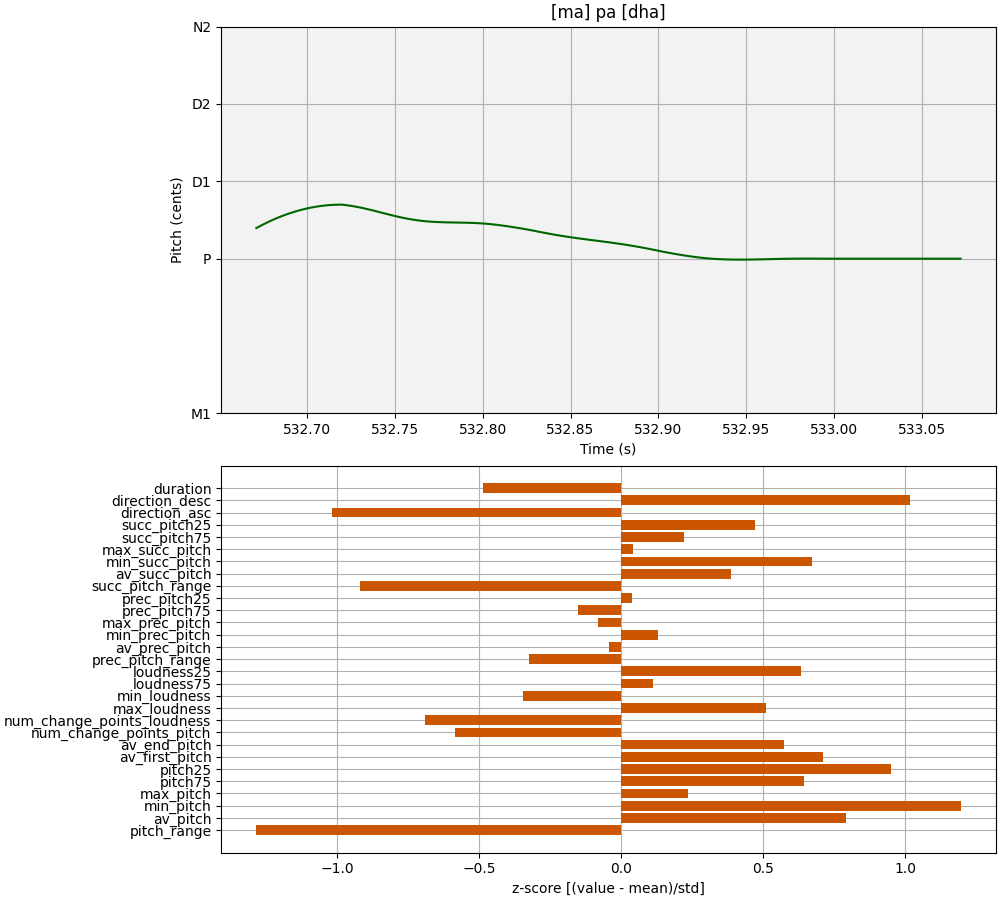 [ma] pa [dha]
N2
D2
D1
P
M1
Pitch (cents)
532.70 532.75 532.80 532.85 532.90 532.95 533.00 533.05
Time (s)
duration
direction_desc
direction_asc
succ_pitch25
succ_pitch75
max_succ_pitch
min_succ_pitch
av_succ_pitch
succ_pitch_range
prec_pitch25
prec_pitch75
max_prec_pitch
min_prec_pitch
av_prec_pitch
prec_pitch_range
loudness25
loudness75
min_loudness
max_loudness
num_change_points_loudness
num_change_points_pitch
av_end_pitch
av_first_pitch
pitch25
pitch75
max_pitch
min_pitch
av_pitch
pitch_range
−1.0 −0.5 0.0 0.5 1.0
z-score [(value - mean)/std]